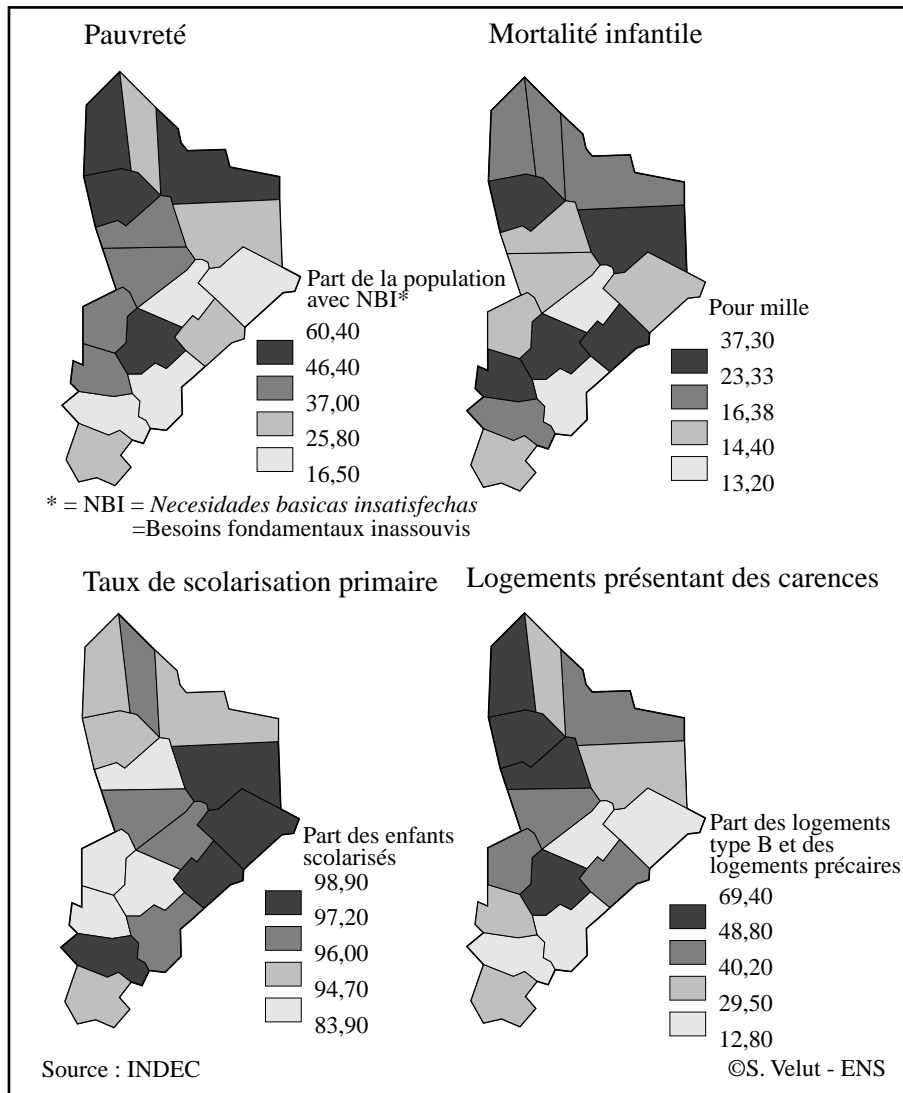 Pauvreté
Mortalité infantile
Part de la population
avec NBI*
60,40
46,40
37,00
25,80
16,50
Pour mille
37,30
23,33
16,38
14,40
13,20
* = NBI = Necesidades basicas insatisfechas
=Besoins fondamentaux inassouvis
Taux de scolarisation primaire
Logements présentant des carences
Part des enfants
scolarisés
98,90
97,20
96,00
94,70
83,90
Part des logements
type B et des
logements précaires
69,40
48,80
40,20
29,50
12,80
Source : INDEC
©S. Velut - ENS